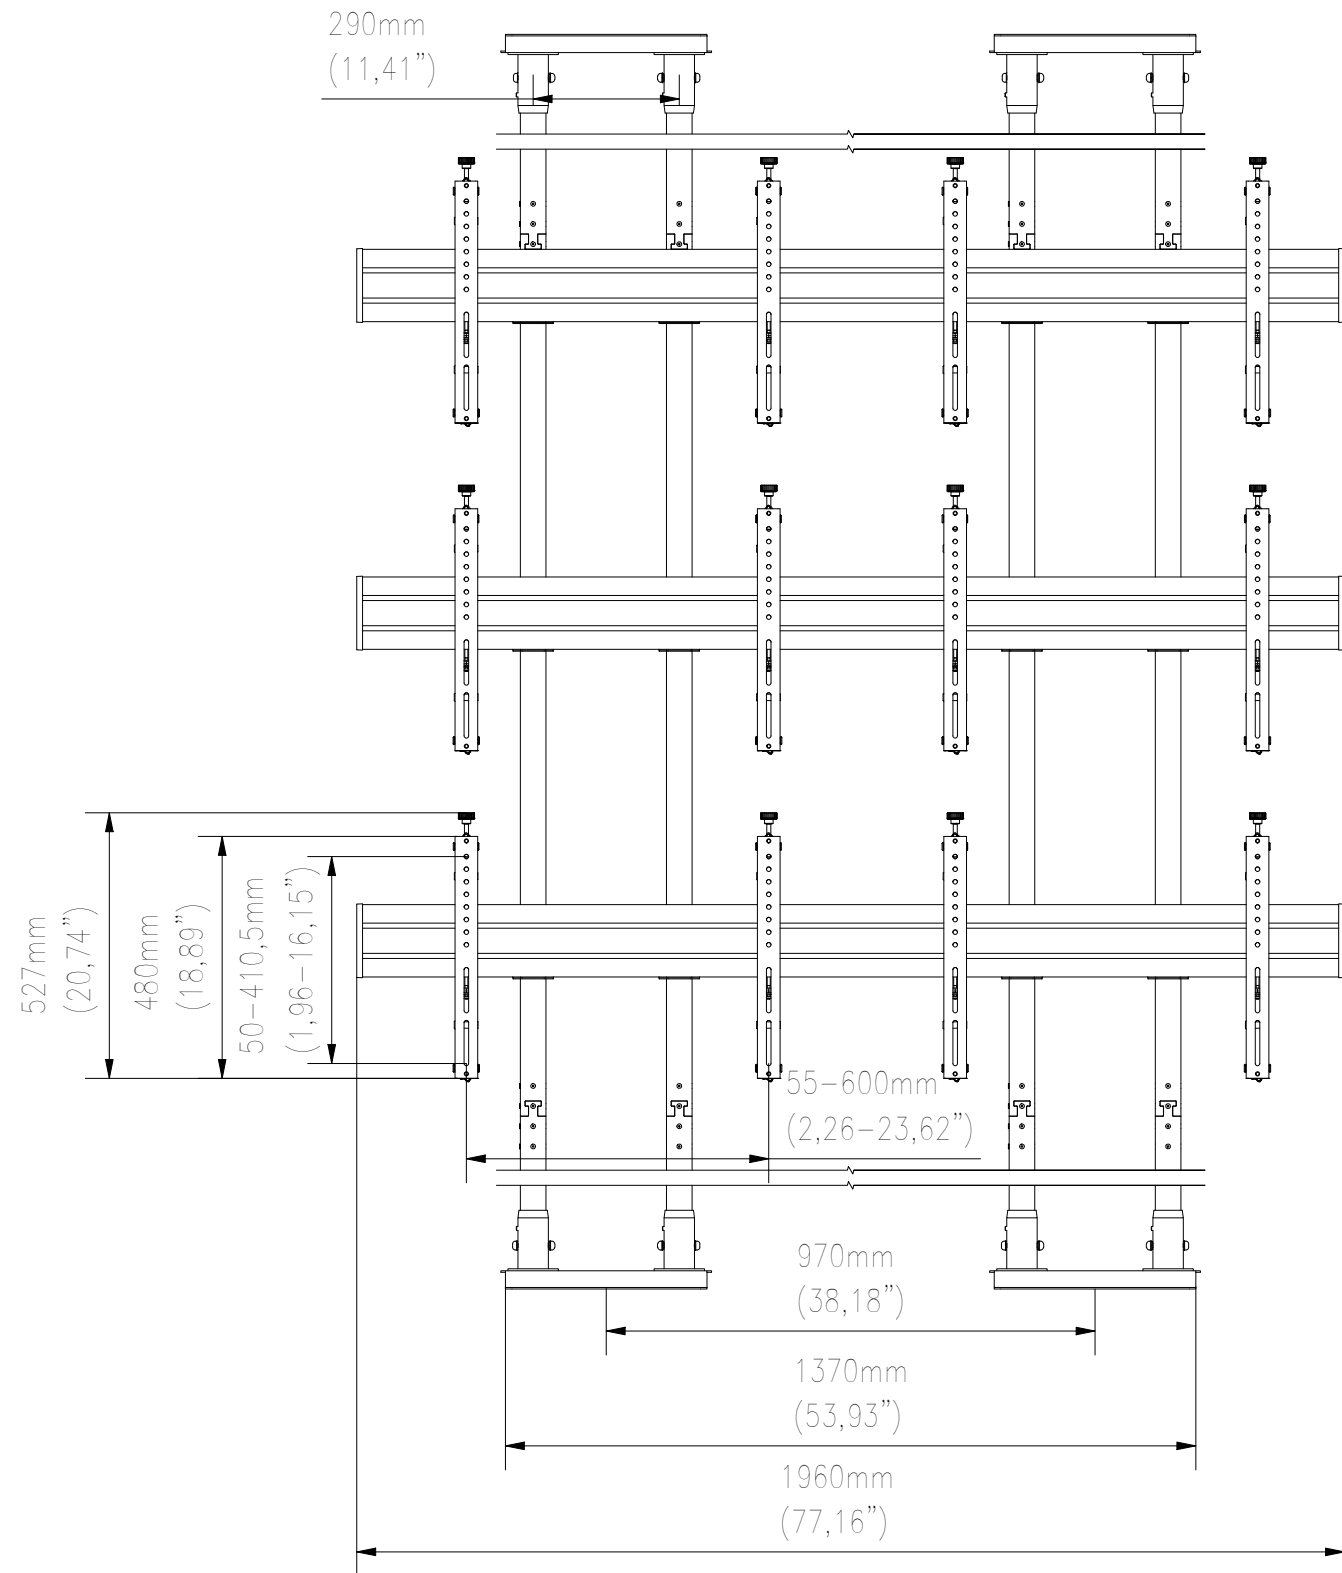 290mm
(11,41”)
527mm
(20,74”)
480mm
(18,89”)
50-410,5mm
(1,96-16,15”)
55-600mm
(2,26-23,62”)
970mm
(38,18”)
1370mm
(53,93”)
1960mm
(77,16”)